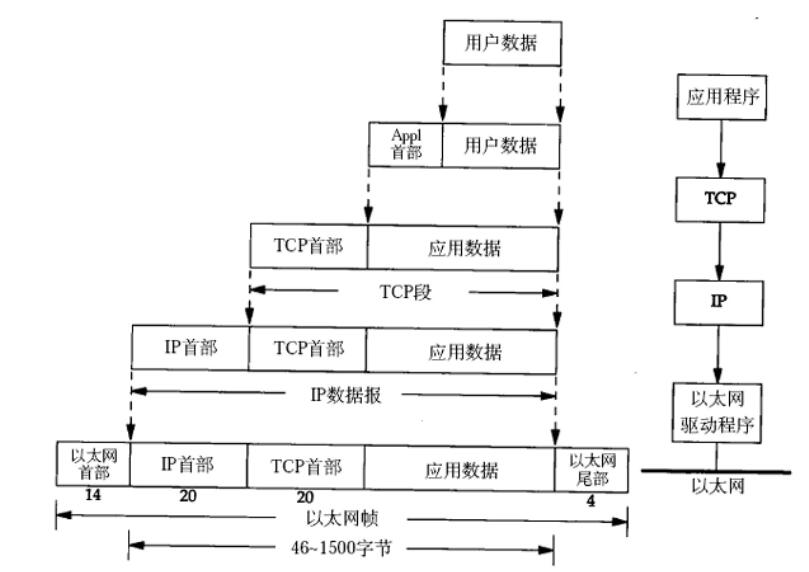 用户数据
应用程序
Appl
首部
用户数据
TCP
TCP首部
应用数据
TCP段
IP
IP首部
TCP首部
应用数据
IP数据报
以太网
驱动程序
以太网
首部
IP首部
TCP首部
应用数据
以太网
尾部
以太网
14
20
20
4
以太网帧
46~1500字节